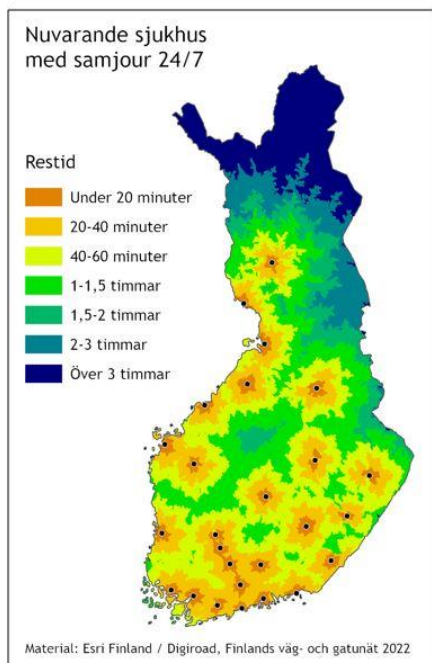 Nuvarande sjukhus
med samjour 24/7
Restid
Under 20 minuter
20-40 minuter
40-60 minuter
1-1,5 timmar
1,5-2 timmar
2-3 timmar
Över 3 timmar
Material: Esri Finland / Digiroad, Finlands väg- och gatunät 2022